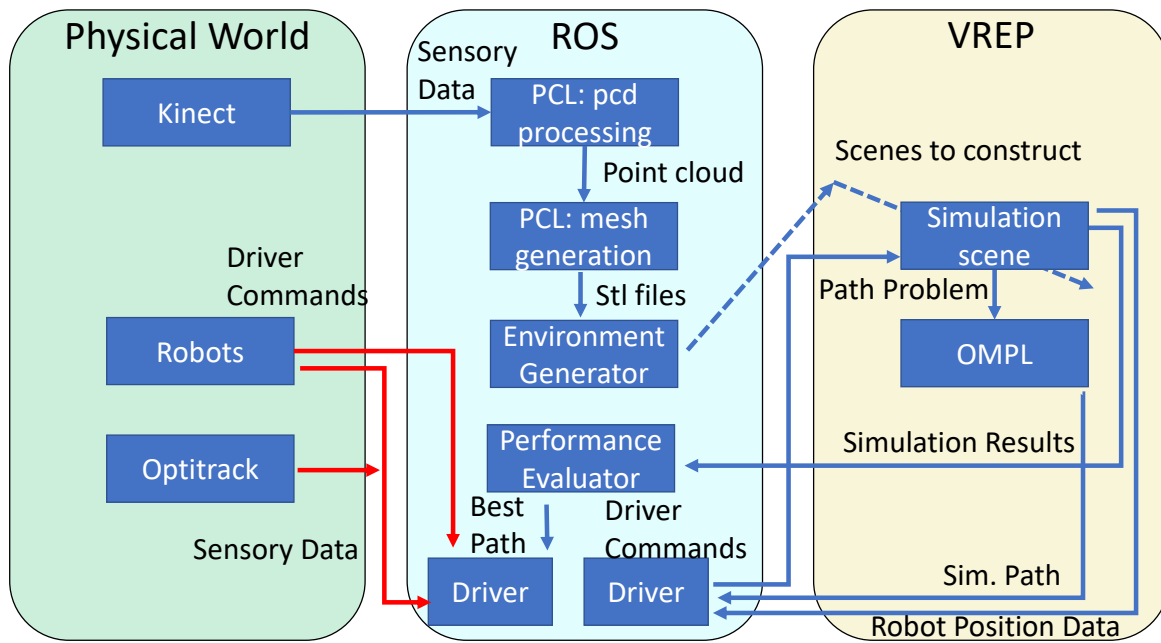 Physical World
Kinect
Driver
Commands
Robots
Optitrack
Sensory Data
ROS
Sensory
Data
PCL: pcd
processing
Point cloud
PCL: mesh
generation
Stl files
Environment
Generator
Performance
Evaluator
Best
Path
Driver
Commands
Driver
Driver
VREP
Scenes to construct
Simulation
scene
Path Problem
OMPL
Simulation Results
Sim. Path
Robot Position Data